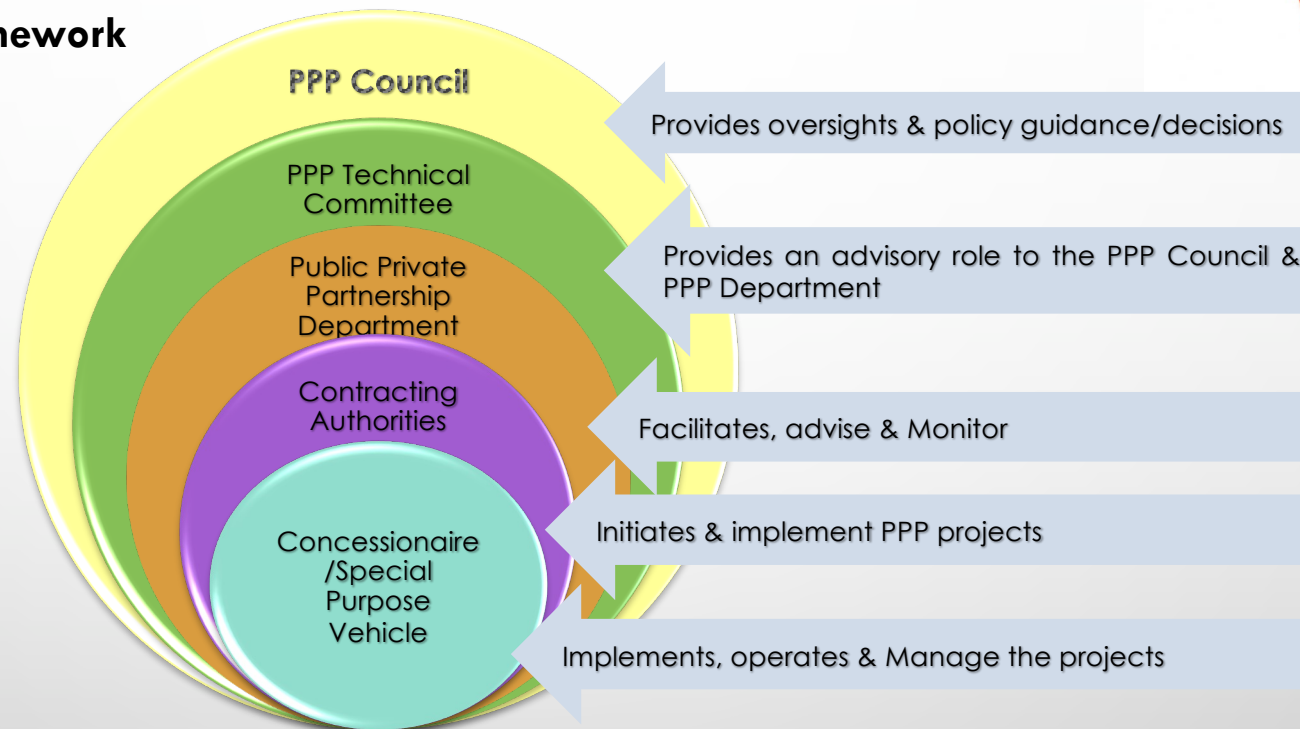 nework
PPP Council
Provides oversights & policy guidance/decisions
PPP Technical
Committee
Provides an advisory role to the PPP Council &
PPP Department
Public Private
Partnership
Department
Contracting
Authorities
Facilitates, advise & Monitor
Initiates & implement PPP projects
Concessionaire
/Special
Purpose
Vehicle
Implements, operates & Manage the projects